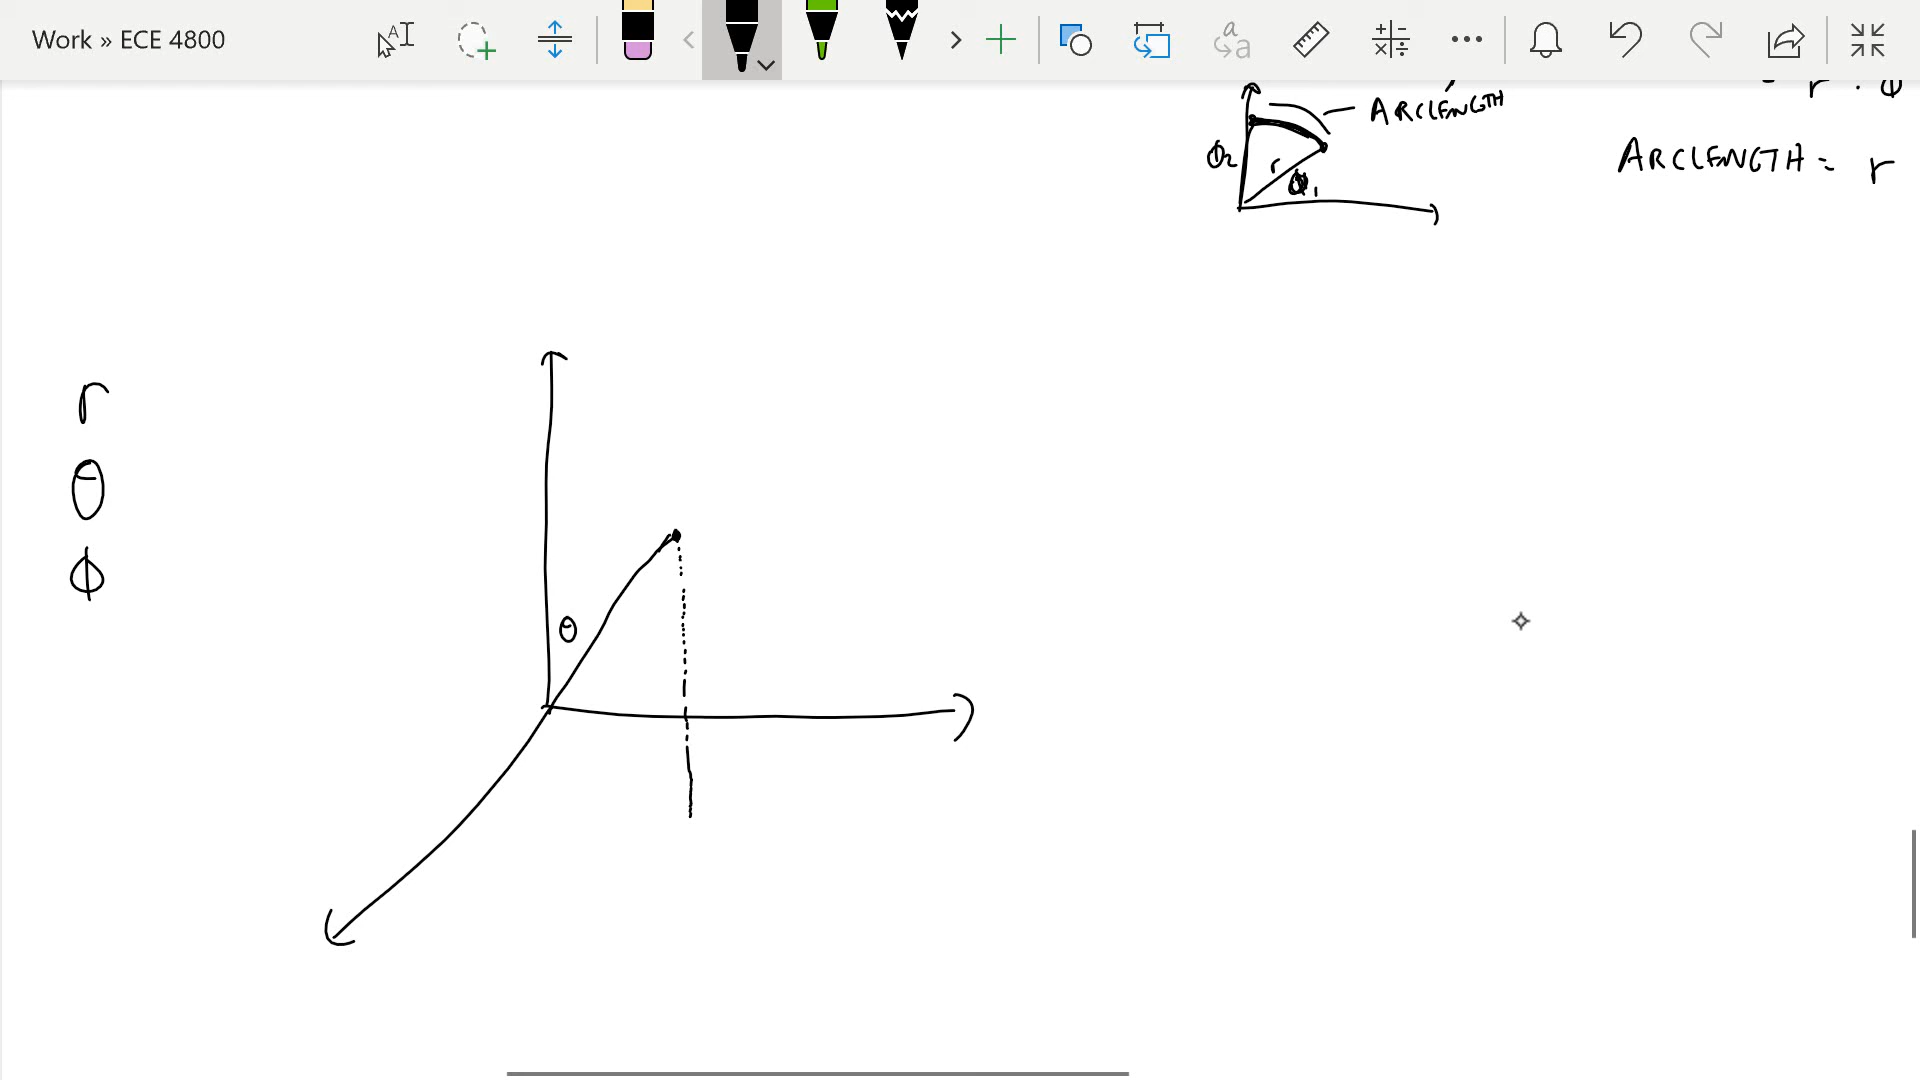 Work » ECE 4800
ARCLENGTH
r . ϕ
ϕ2
r
ϕ1
ARCLENGTH = r
r
θ
ϕ
θ